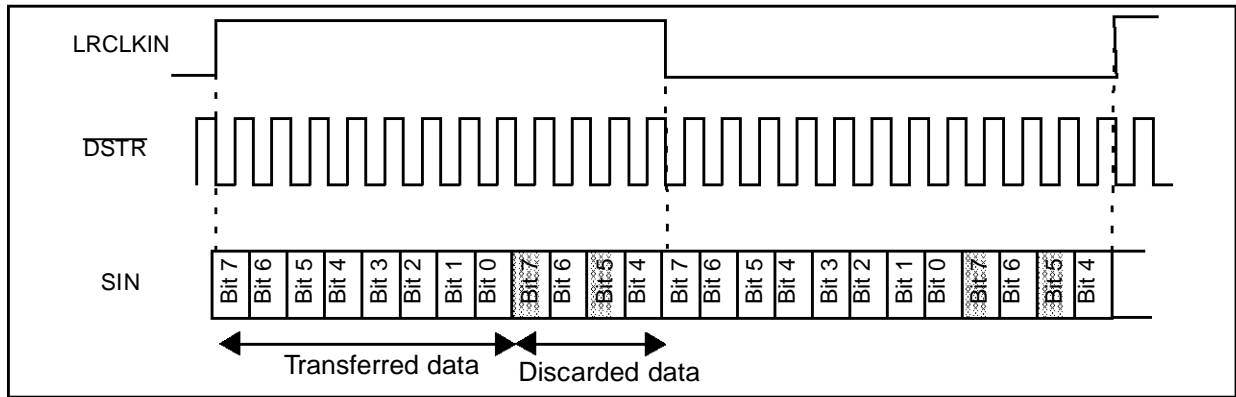 LRCLKIN
DSTR
SIN
Bit 7 Bit 6 Bit 5 Bit 4 Bit 3 Bit 2 Bit 1 Bit 0 Bit 7 Bit 6 Bit 5 Bit 4 Bit 7 Bit 6 Bit 5 Bit 4 Bit 3 Bit 2 Bit 1 Bit 0 Bit 7 Bit 6 Bit 5 Bit 4
Transferred data
Discarded data